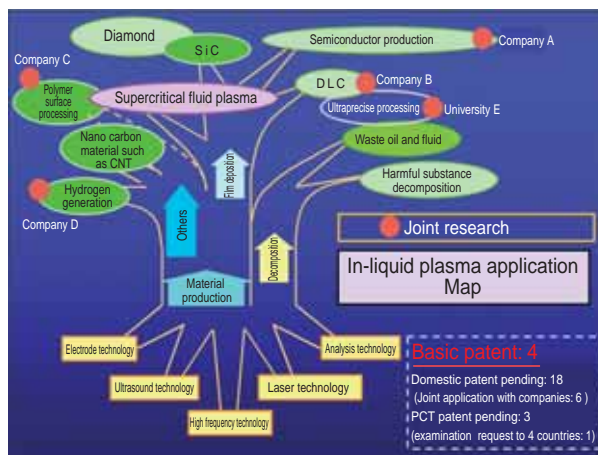 Diamond
SiC
Semiconductor production
Company A
Company C
Polymer
surface
processing
Supercritical fluid plasma
DLC
Company B
Ultraprecise processing
University E
Nano carbon
material such
as CNT
Waste oil and fluid
Film deposition
Harmful substance
decomposition
Hydrogen
generation
Company D
Others
Joint research
Decomposition
In-liquid plasma application
Map
Material
production
Electrode technology
Analysis technology
Ultrasound technology
Laser technology
High frequency technology
Basic patent: 4
Domestic patent pending: 18
(Joint application with companies: 6 )
PCT patent pending: 3
(examination request to 4 countries: 1)